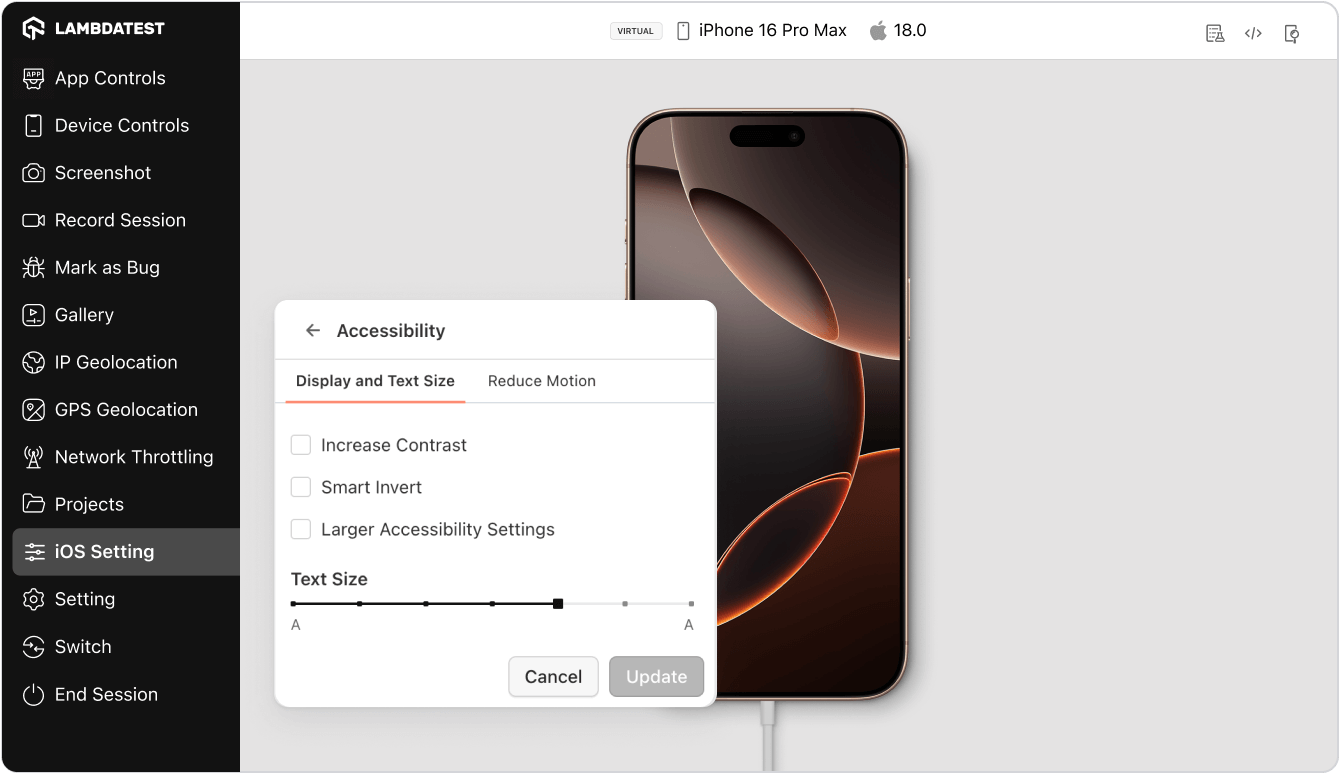 LAMBDATEST
VIRTUAL iPhone 16 Pro Max 18.0
APP
App Controls
Device Controls
Screenshot
Record Session
Mark as Bug
Gallery
IP Geolocation
GPS Geolocation
Network Throttling
Projects
iOS Setting
Setting
Switch
End Session
Accessibility
Display and Text Size Reduce Motion
Increase Contrast
Smart Invert
Larger Accessibility Settings
Text Size
A A
Cancel Update